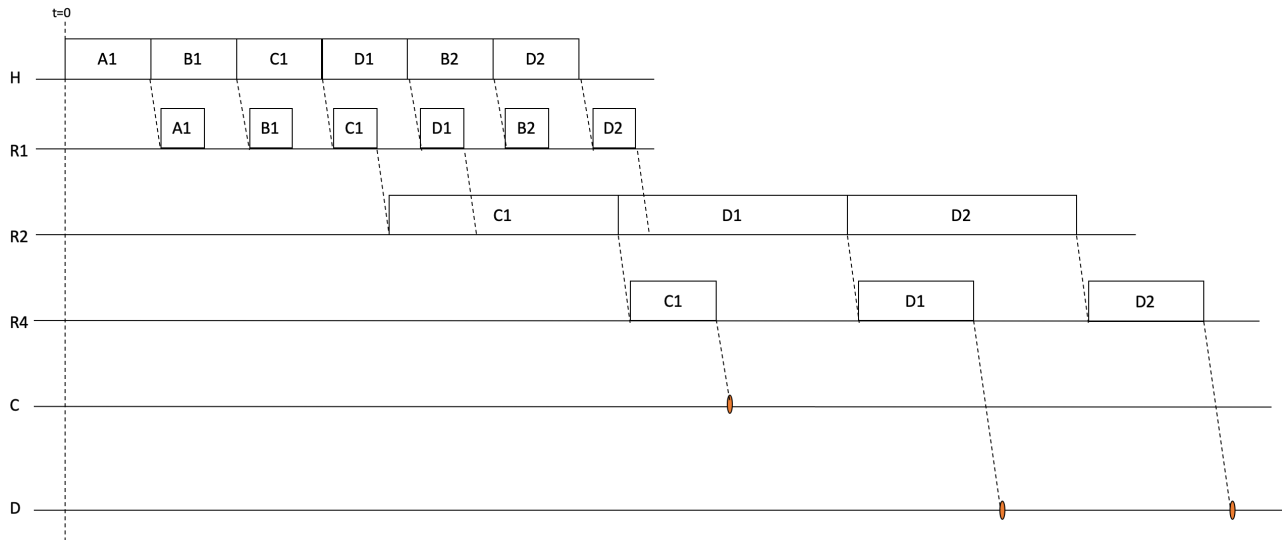 t=0
H A1 B1 C1 D1 B2 D2
R1 A1 B1 C1 D1 B2 D2
R2 C1 D1 D2
R4 C1 D1 D2
C
D